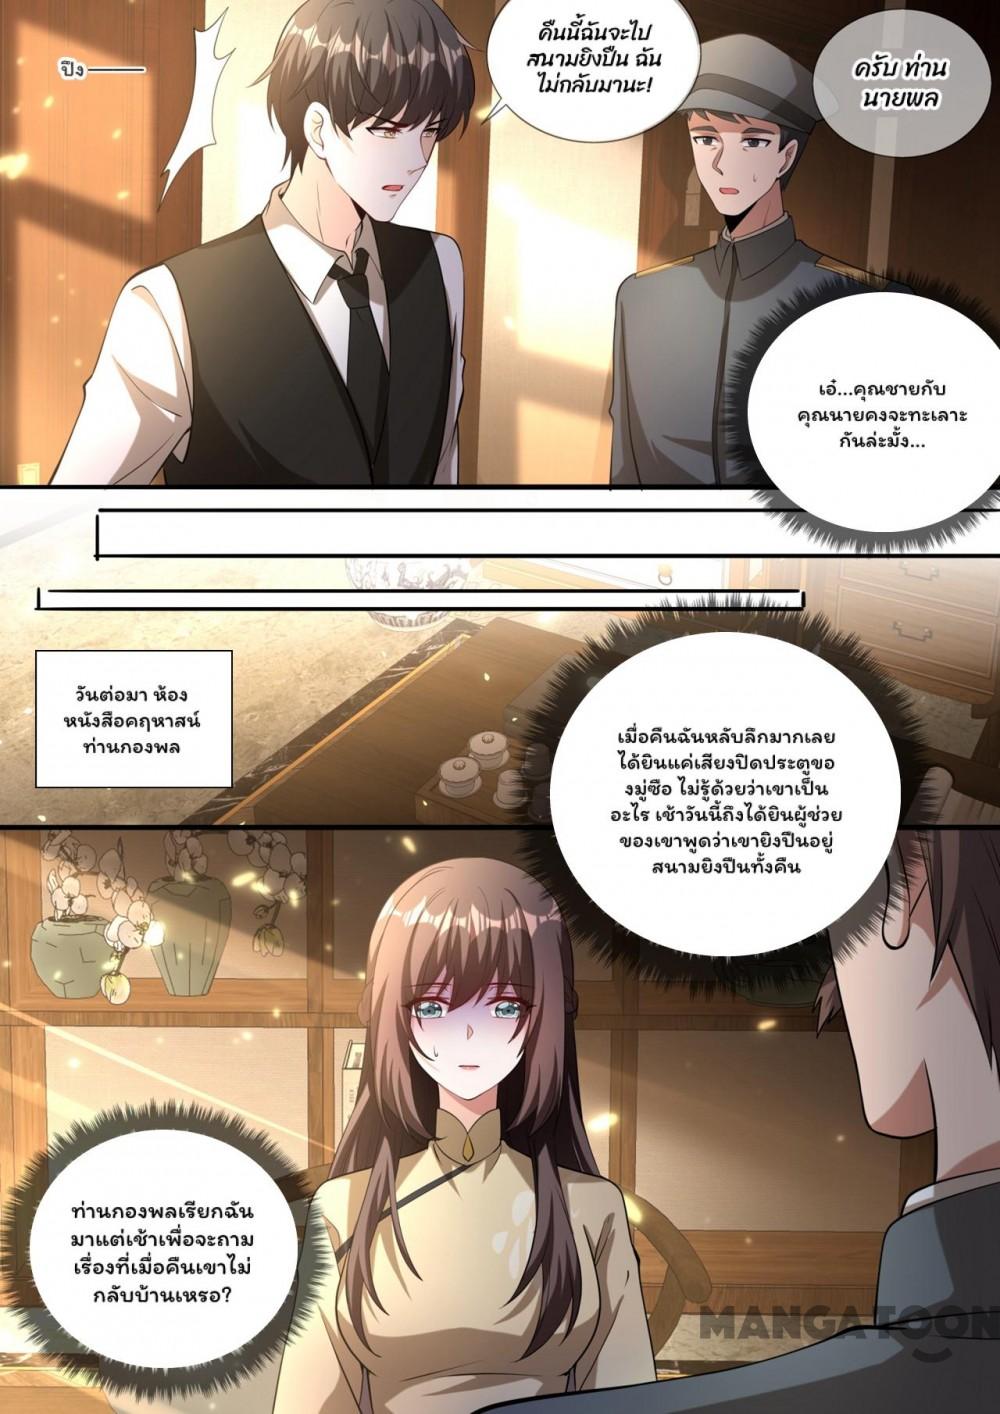 ปึง
คืนนี้ฉันจะไป
สนามยิงปืน ฉัน
ไม่กลับมานะ!
ครับ ท่าน
นายพล
เอ๋...คุณชายกับ
คุณนายคงจะทะเลาะ
กันล่ะมั้ง...
วันต่อมา ห้อง
หนังสือคฤหาสน์
ท่านกองพล
เมื่อคืนฉันหลับลึกมากเลย
ได้ยินแค่เสียงปิดประตูขอ
งมู่ซือ ไม่รู้ด้วยว่าเขาเป็น
อะไร เช้าวันนี้ถึงได้ยินผู้ช่วย
ของเขาพูดว่าเขายิงปืนอยู่
สนามยิงปืนทั้งคืน
ท่านกองพลเรียกฉัน
มาแต่เช้าเพื่อจะถาม
เรื่องที่เมื่อคืนเขาไม่
กลับบ้านเหรอ?
MANGATOON